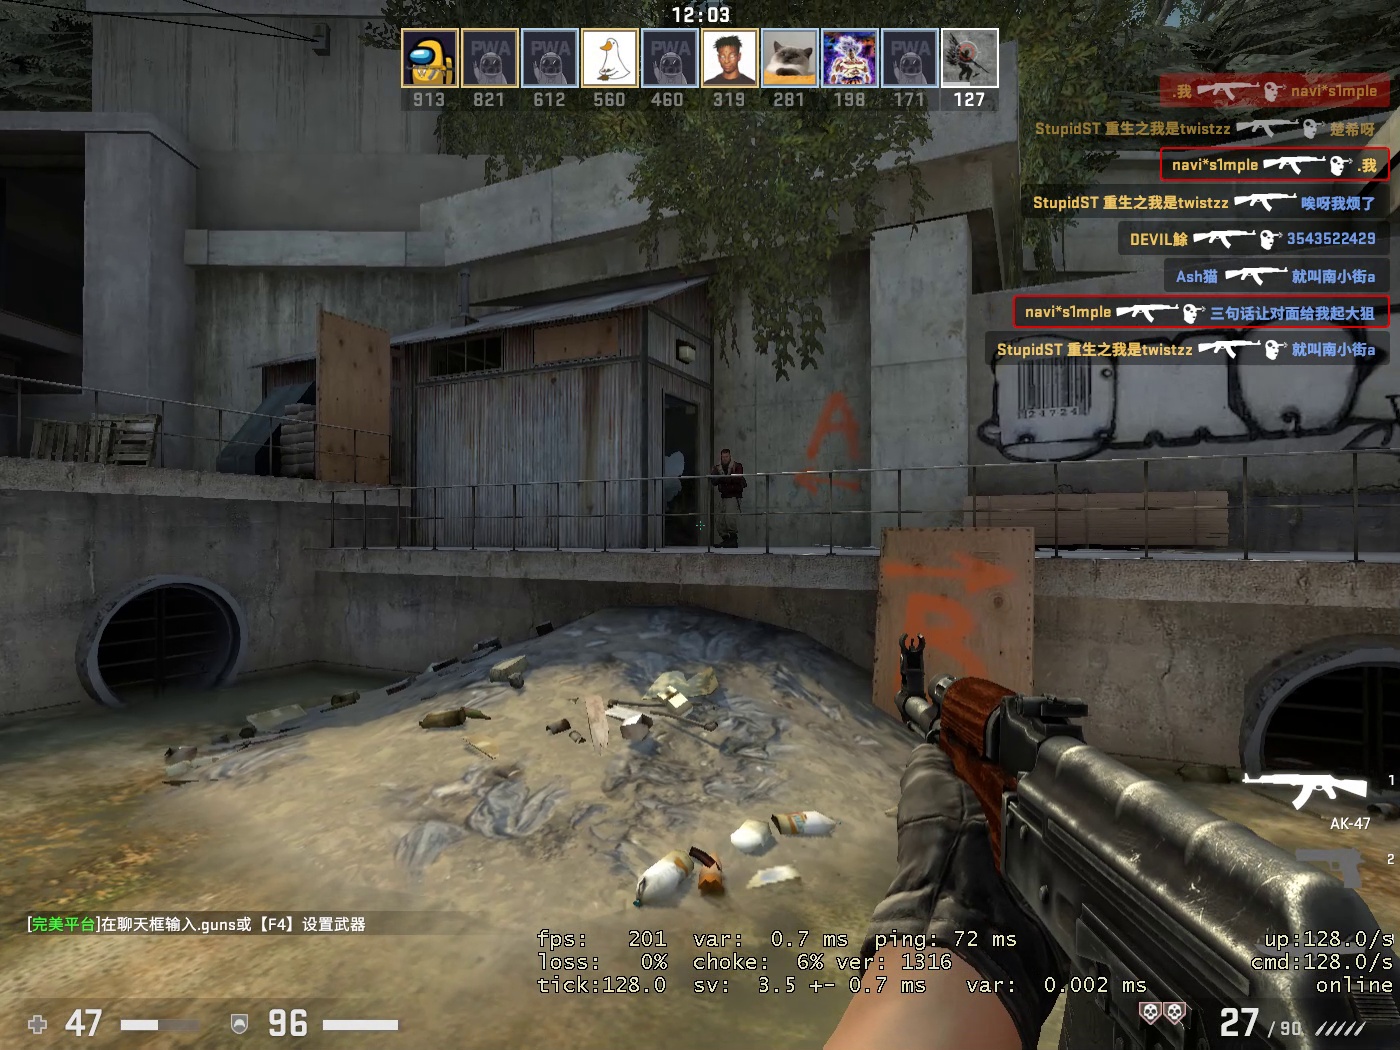 12:03
PWA PWA PWA PWA
913 821 612 560 460 319 281 198 171 127
.我 navi*s1mple
StupidST 重生之我是twistzz 楚希呀
navi*s1mple .我
StupidST 重生之我是twistzz 唉呀我烦了
DEVIL餘 3543522429
Ash猫 就叫南小街a
navi*s1mple 三句话让对面给我起大狙
StupidST 重生之我是twistzz 就叫南小街a
24724
A
B
1
AK-47
2
[完美平台]在聊天框输入.guns或【F4】设置武器
fps: 201 var: 0.7 ms ping: 72 ms
loss: 0% choke: 6% ver: 1316
tick:128.0 sv: 3.5 +- 0.7 ms var: 0.002 ms
up:128.0/s
cmd:128.0/s
online
47 96
27 / 90